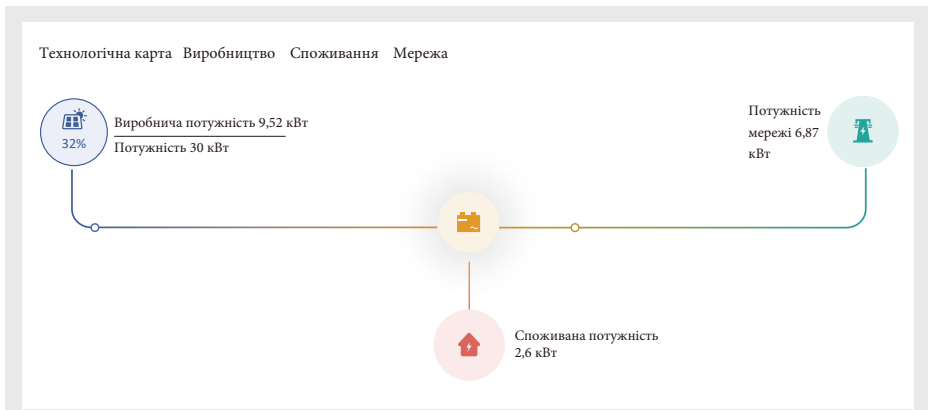 Технологічна карта Виробництво Споживання Мережа
Виробнича потужність 9,52 кВт
Потужність 30 кВт
32%
Потужність
мережі 6,87
кВт
Споживана потужність
2,6 кВт